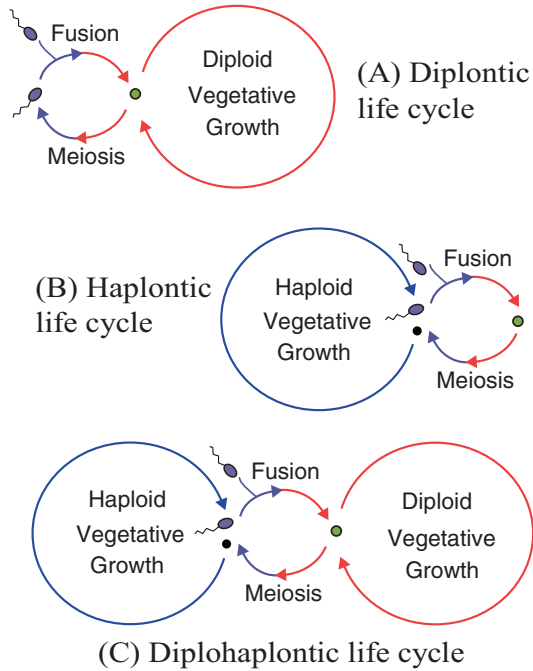 Fusion
Diploid
Vegetative
Growth
Meiosis
(A) Diplontic
life cycle
(B) Haplontic
life cycle
Haploid
Vegetative
Growth
Fusion
Meiosis
Haploid
Vegetative
Growth
Fusion
Meiosis
Diploid
Vegetative
Growth
(C) Diplohaplontic life cycle